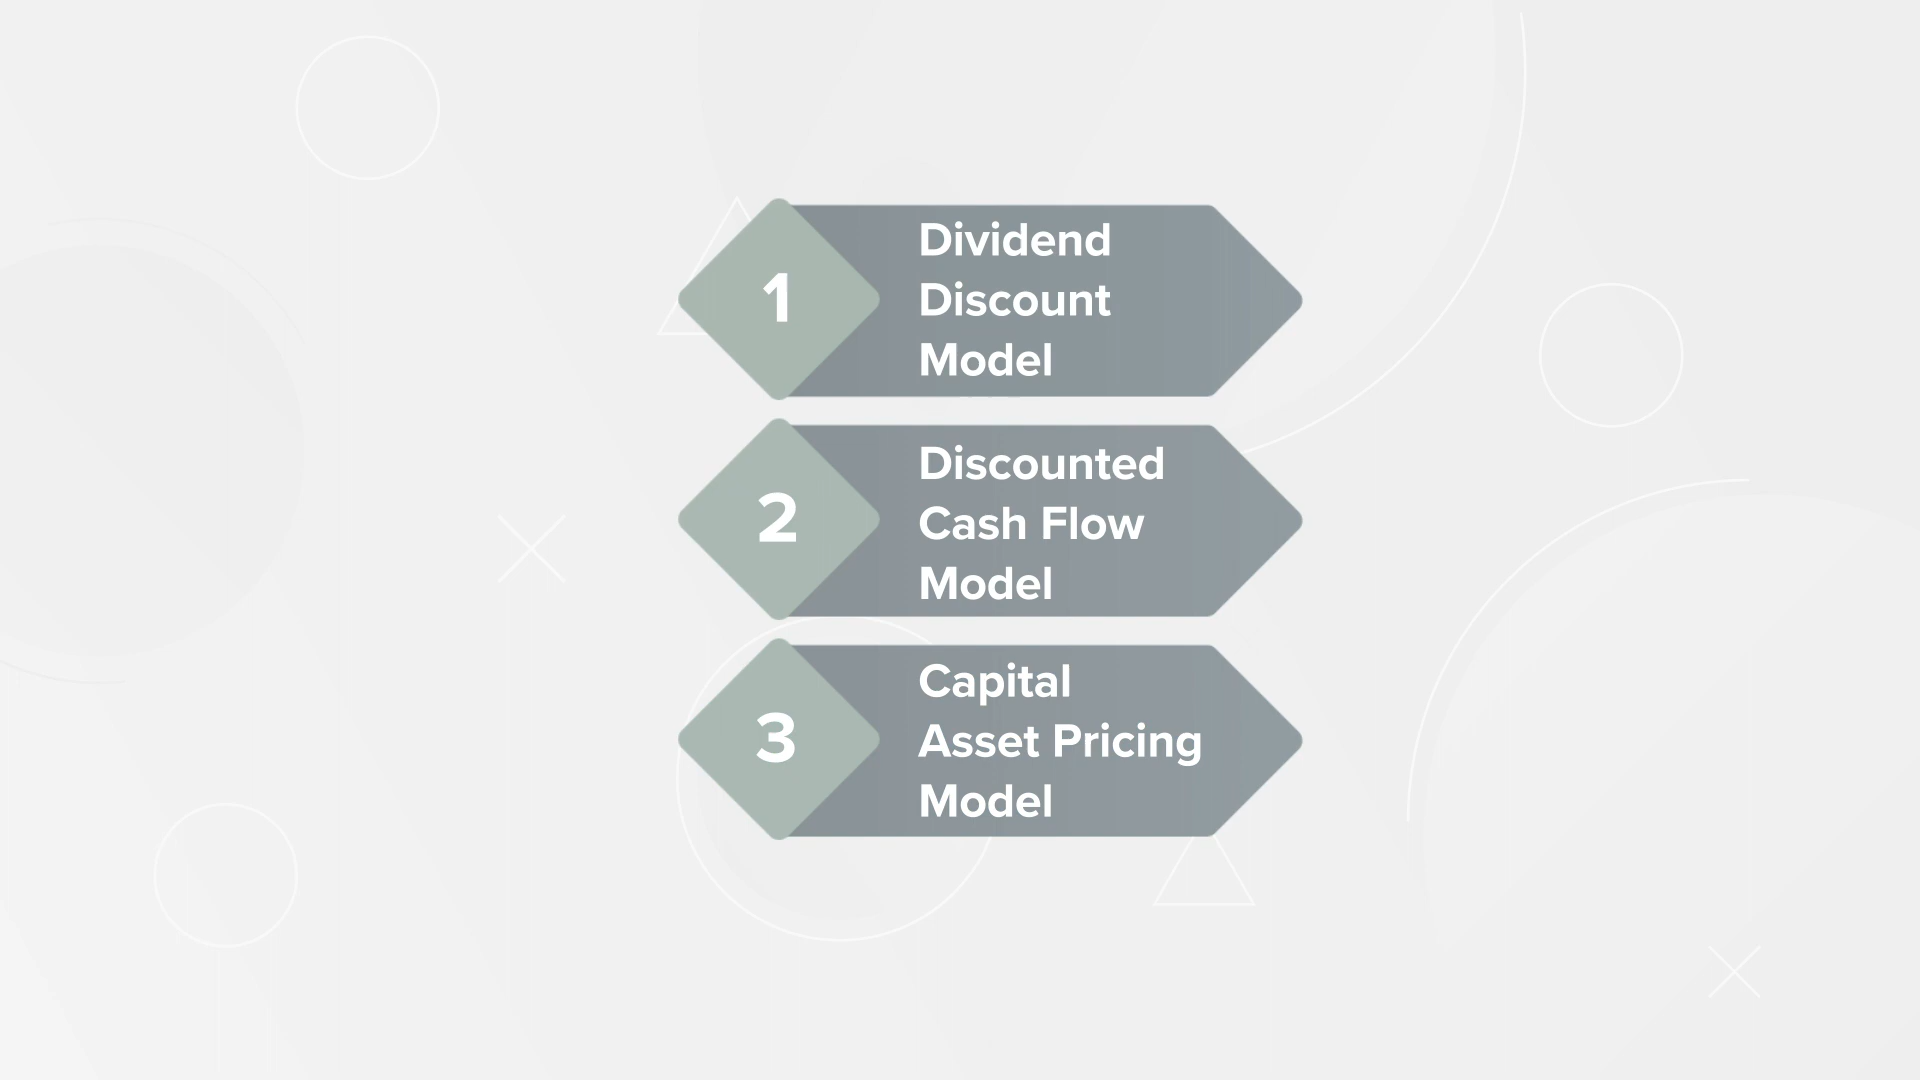 1
Dividend
Discount
Model
2
Discounted
Cash Flow
Model
3
Capital
Asset Pricing
Model